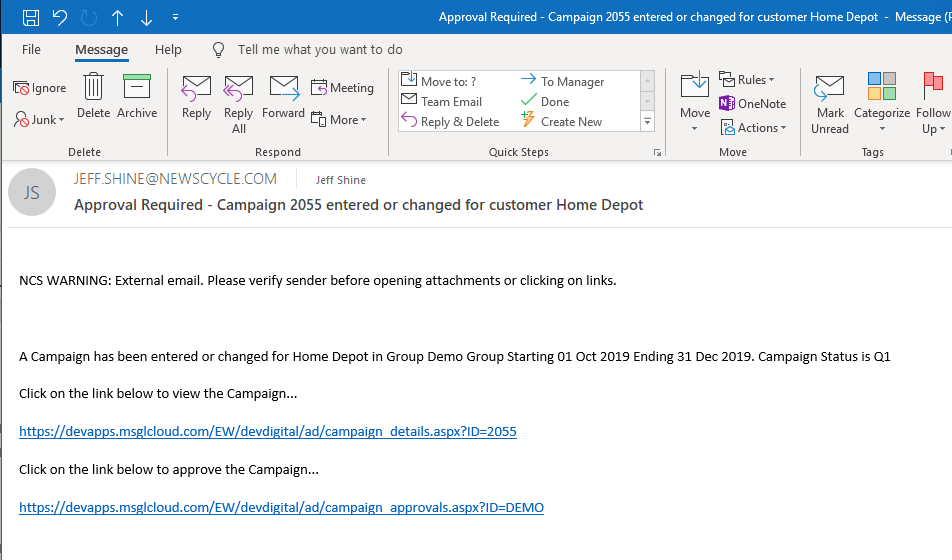 Approval Required - Campaign 2055 entered or changed for customer Home Depot - Message (
File Message Help Tell me what you want to do
Ignore
Junk
Delete
Archive
Delete
Reply
Reply All
Forward
Meeting
More
Respond
Move to: ?
Team Email
Reply & Delete
To Manager
Done
Create New
Quick Steps
Move
Rules
OneNote
Actions
Move
Mark Unread
Categorize
Follow Up
Tags
JS
JEFF.SHINE@NEWSCYCLE.COM Jeff Shine
Approval Required - Campaign 2055 entered or changed for customer Home Depot
NCS WARNING: External email. Please verify sender before opening attachments or clicking on links.
A Campaign has been entered or changed for Home Depot in Group Demo Group Starting 01 Oct 2019 Ending 31 Dec 2019. Campaign Status is Q1
Click on the link below to view the Campaign...
https://devapps.msglcloud.com/EW/devdigital/ad/campaign_details.aspx?ID=2055
Click on the link below to approve the Campaign...
https://devapps.msglcloud.com/EW/devdigital/ad/campaign_approvals.aspx?ID=DEMO